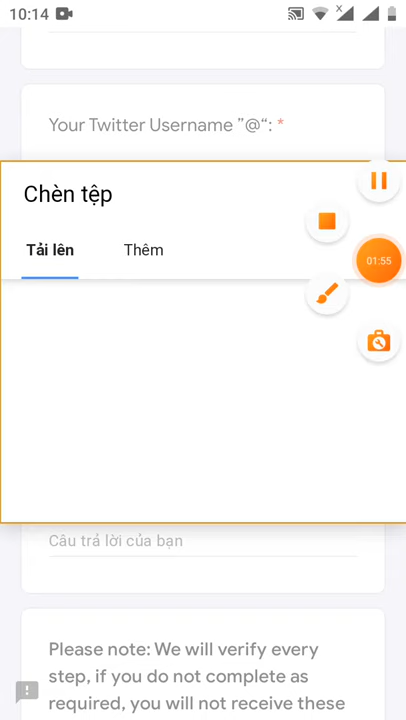 10:14
Your Twitter Username ”@“: *
Chèn tệp
Tải lên
Thêm
01:55
Câu trả lời của bạn
Please note: We will verify every
step, if you do not complete as
required, you will not receive these